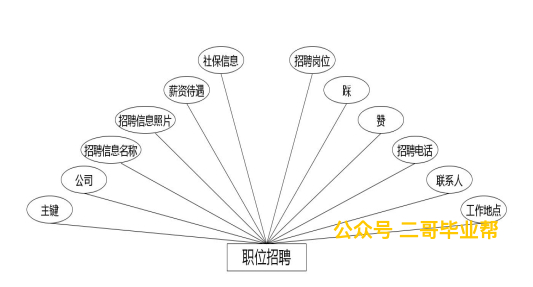 社保信息
招聘岗位
薪资待遇
踩
招聘信息照片
赞
招聘信息名称
招聘电话
公司
联系人
主键
工作地点
公众号 二哥毕业帮
职位招聘